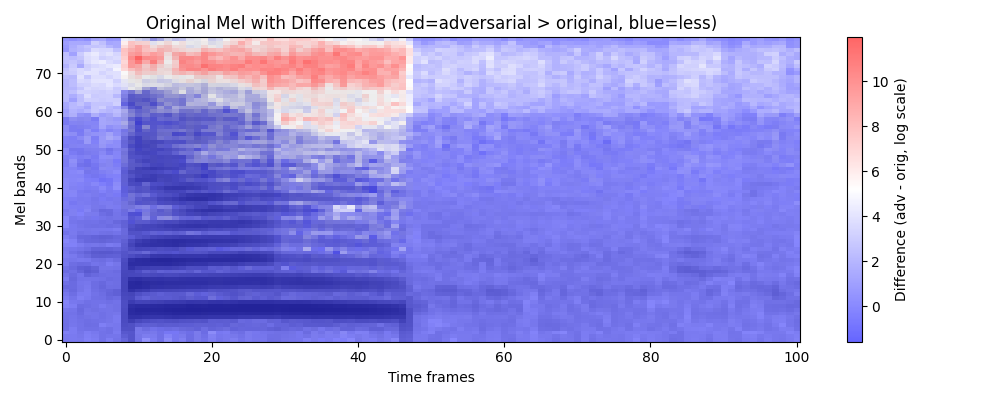 Original Mel with Differences (red=adversarial > original, blue=less)
Mel bands
70
60
50
40
30
20
10
0
0 20 40 60 80 100
Time frames
10
8
6
4
2
0
Difference (adv - orig, log scale)